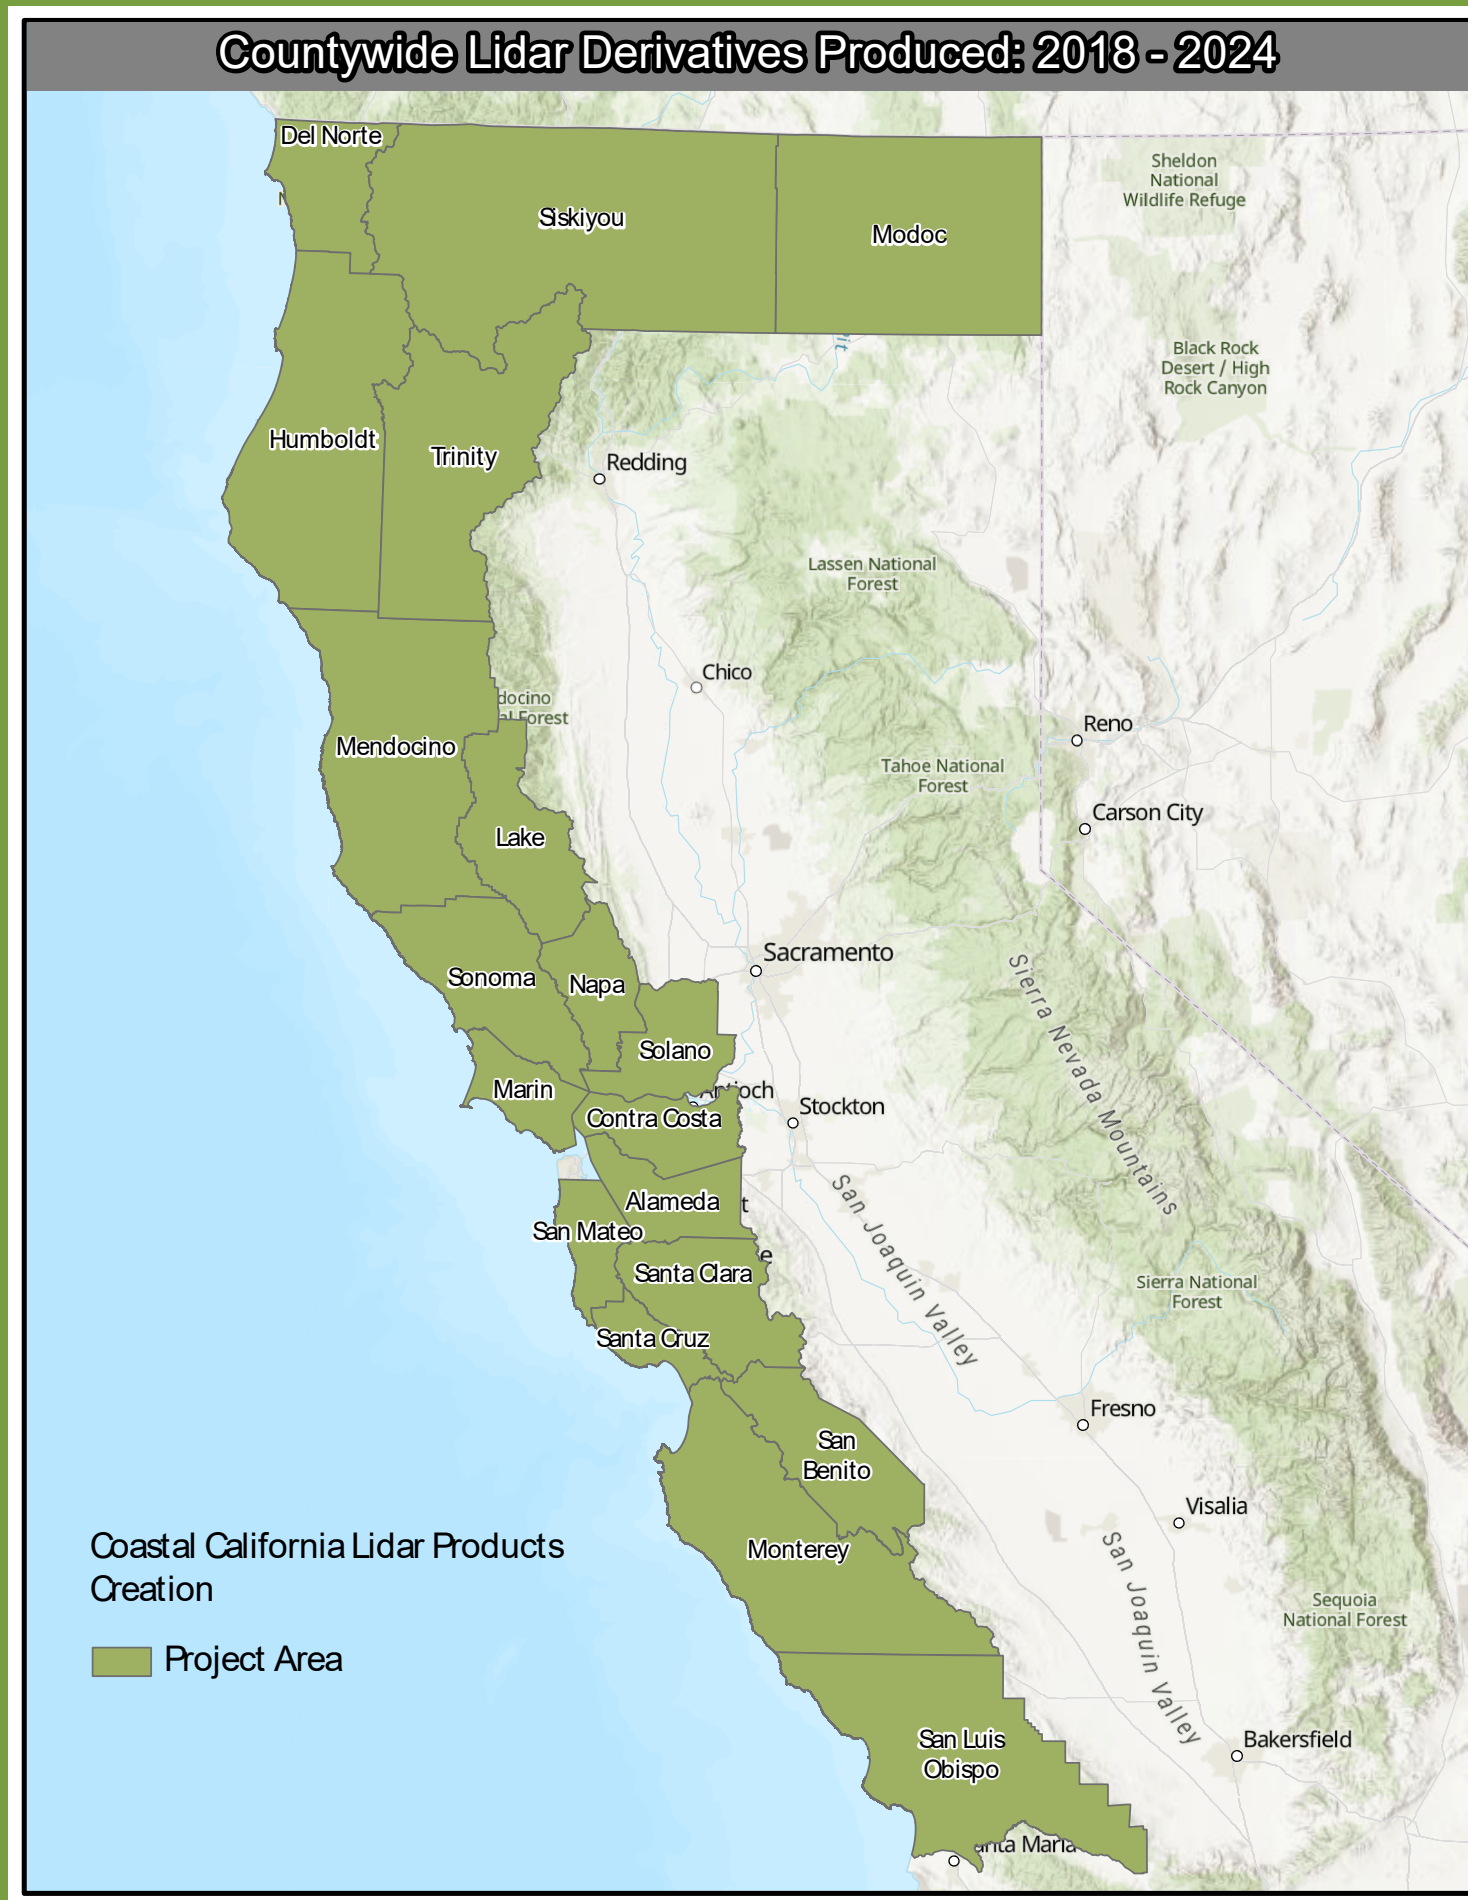 Countywide Lidar Derivatives Produced: 2018 - 2024
Del Norte
Siskiyou
Modoc
Sheldon
National
Wildlife Refuge
Black Rock
Desert / High
Rock Canyon
Humboldt
Trinity
Redding
Lassen National
Forest
Chico
Reno
Mendocino
Tahoe National
Forest
Carson City
Lake
Sacramento
Sonoma
Napa
Sierra Nevada Mountains
Solano
Marin
Contra Costa
Stockton
Alameda
San Mateo
San Joaquin Valley
Santa Clara
Sierra National
Forest
Santa Cruz
Fresno
San
Benito
Visalia
Monterey
San Joaquin Valley
Coastal California Lidar Products
Creation
Sequoia
National Forest
Project Area
San Luis
Obispo
Bakersfield